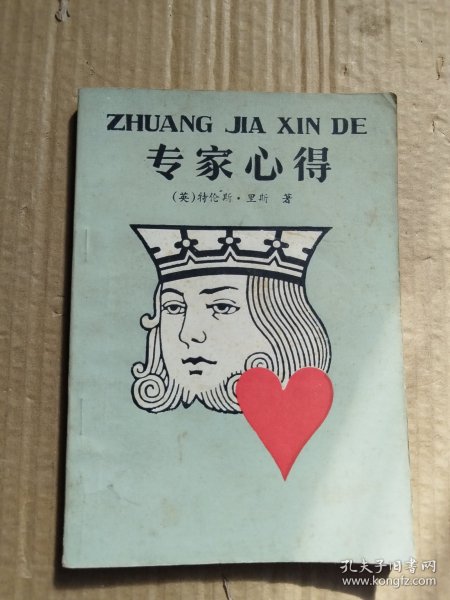 ZHUANG JIA XIN DE
专家心得
(英)特伦斯·里斯 著
孔夫子旧书网
www.kongfz.com